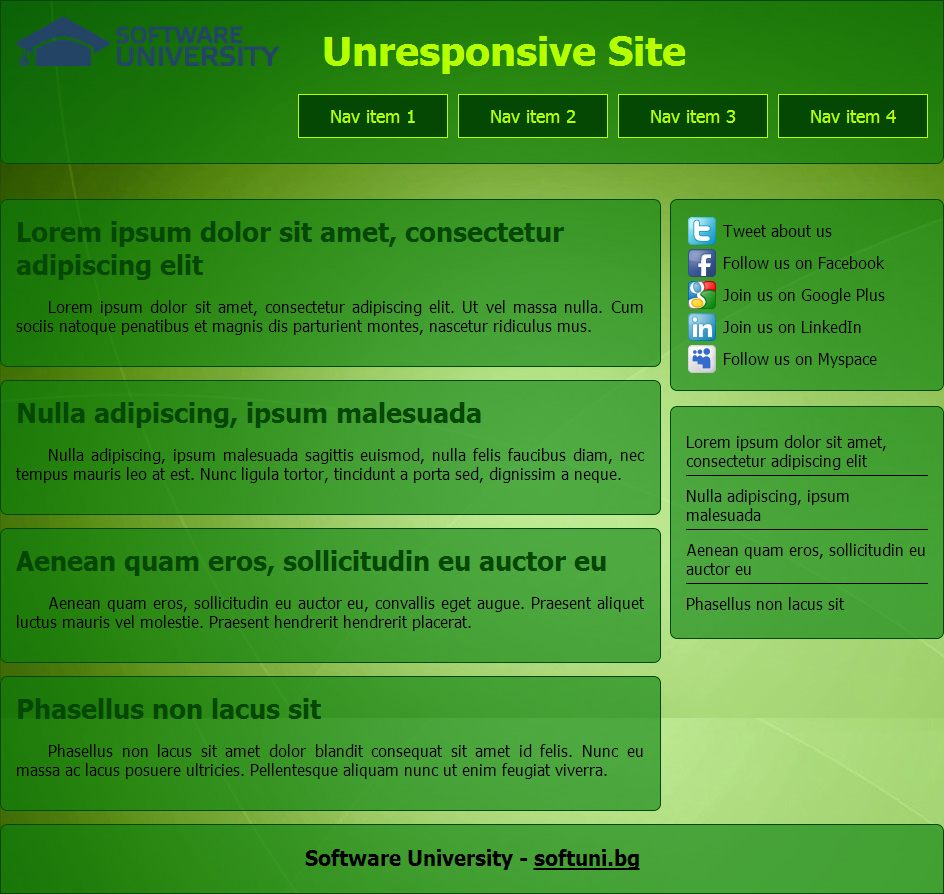 SOFTWARE
UNIVERSITY
Unresponsive Site
Nav item 1
Nav item 2
Nav item 3
Nav item 4
Lorem ipsum dolor sit amet, consectetur
adipiscing elit
Lorem ipsum dolor sit amet, consectetur adipiscing elit. Ut vel massa nulla. Cum
sociis natoque penatibus et magnis dis parturient montes, nascetur ridiculus mus.
Nulla adipiscing, ipsum malesuada
Nulla adipiscing, ipsum malesuada sagittis euismod, nulla felis faucibus diam, nec
tempus mauris leo at est. Nunc ligula tortor, tincidunt a porta sed, dignissim a neque.
Aenean quam eros, sollicitudin eu auctor eu
Aenean quam eros, sollicitudin eu auctor eu, convallis eget augue. Praesent aliquet
luctus mauris vel molestie. Praesent hendrerit hendrerit placerat.
Phasellus non lacus sit
Phasellus non lacus sit amet dolor blandit consequat sit amet id felis. Nunc eu
massa ac lacus posuere ultricies. Pellentesque aliquam nunc ut enim feugiat viverra.
Tweet about us
Follow us on Facebook
Join us on Google Plus
Join us on LinkedIn
Follow us on Myspace
Lorem ipsum dolor sit amet,
consectetur adipiscing elit
Nulla adipiscing, ipsum
malesuada
Aenean quam eros, sollicitudin eu
auctor eu
Phasellus non lacus sit
Software University - softuni.bg